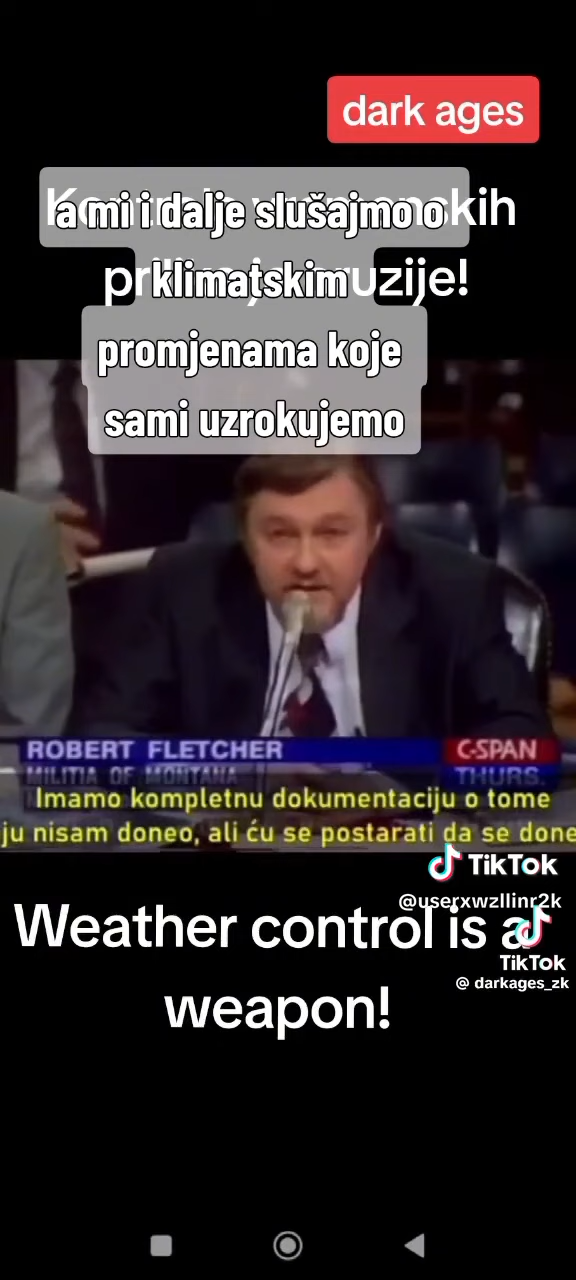 dark ages
a mi i dalje slušajmo o
kih
klimatskim
uzije!
promjenama koje
sami uzrokujemo
ROBERT FLETCHER
C-SPAN
MILITIA OF MONTANA
THURS.
Imamo kompletnu dokumentaciju o tome
ju nisam doneo, ali ću se postarati da se done
TikTok
@userxwzllinr2k
Weather control is a
TikTok
@ darkages_zk
weapon!